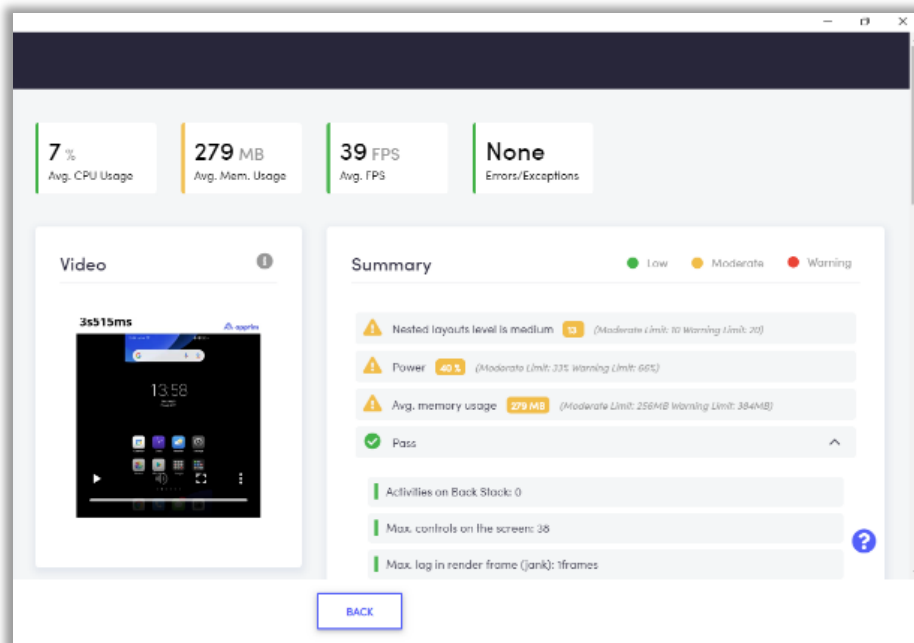 7 %
Avg. CPU Usage
279 MB
Avg. Mem. Usage
39 FPS
Avg. FPS
None
Errors/Exceptions
Video
3s515ms
apptim
13:58
Summary
Low
Moderate
Warning
Nested layouts level is medium 13 (Moderate Limit: 10 Warning Limit: 20)
Power 40 % (Moderate Limit: 33% Warning Limit: 66%)
Avg. memory usage 279 MB (Moderate Limit: 256MB Warning Limit: 384MB)
Pass
Activities on Back Stack: 0
Max. controls on the screen: 38
Max. lag in render frame (jank): 1frames
?
BACK